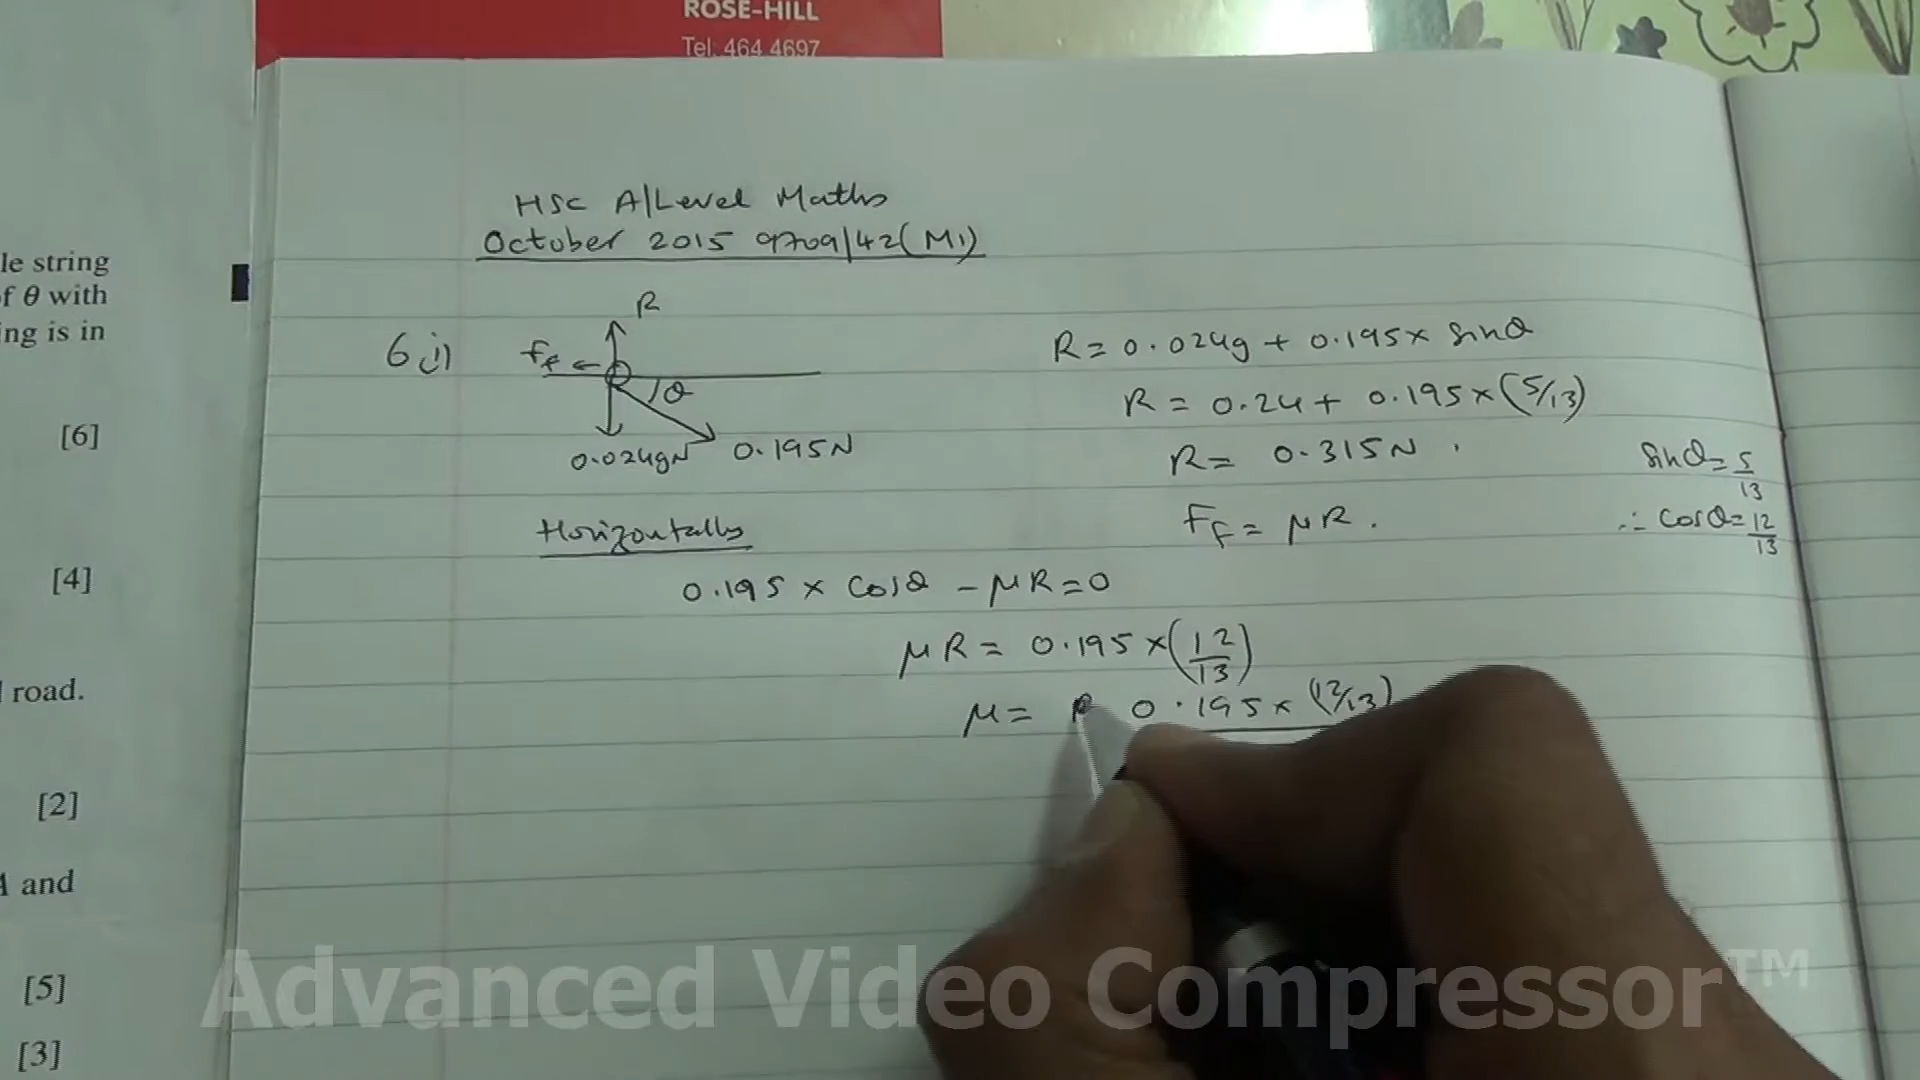 ROSE-HILL
Tel. 464 4697
le string
of θ with
ing is in
[6]
[4]
road.
[2]
A and
[5]
[3]
HSC A/Level Maths
October 2015 9709/42(M1)
6(i)
R
Ff
θ
0.024gN
0.195N
R = 0.024g + 0.195 x sinθ
R = 0.24 + 0.195 x (5/13)
R = 0.315N.
Ff = μR.
sinθ = 5/13
∴ cosθ = 12/13
Horizontally
0.195 x cosθ - μR = 0
μR = 0.195 x (12/13)
μ = 0.195 x (12/13)
Advanced Video Compressor™